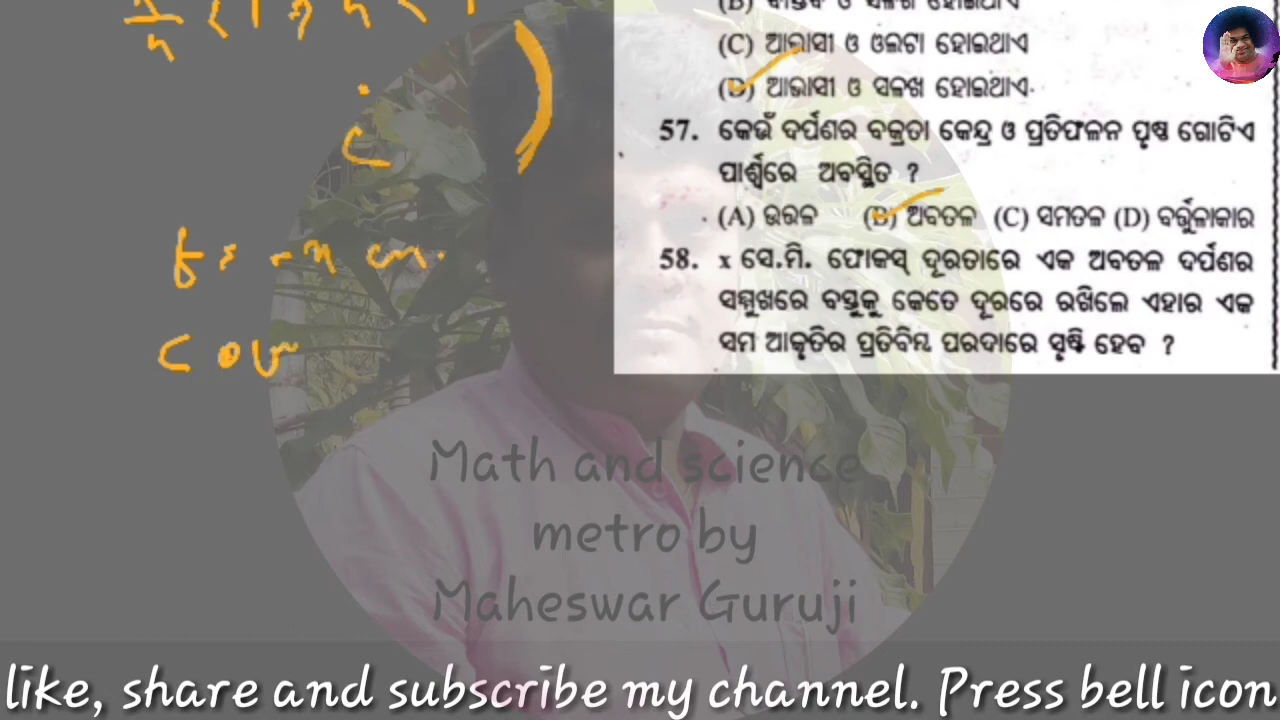 (C) ଆଭାସୀ ଓ ଓଲଟା ହୋଇଥାଏ
(D) ଆଭାସୀ ଓ ସଳଖ ହୋଇଥାଏ.
57. କେଉଁ ଦର୍ପଣର ବକ୍ରତା କେନ୍ଦ୍ର ଓ ପ୍ରତିଫଳନ ପୃଷ୍ଠ ଗୋଟିଏ
ପାର୍ଶ୍ୱରେ ଅବସ୍ଥିତ ?
(A) ଉତ୍ତଳ (B) ଅବତଳ (C) ସମତଳ (D) ବର୍ତ୍ତୁଳାକାର
58. x ସେ.ମି. ଫୋକସ୍ ଦୂରତାରେ ଏକ ଅବତଳ ଦର୍ପଣର
ସମ୍ମୁଖରେ ବସ୍ତୁକୁ କେତେ ଦୂରରେ ରଖିଲେ ଏହାର ଏକ
ସମ ଆକୃତିର ପ୍ରତିବିମ୍ବ ପରଦାରେ ସୃଷ୍ଟି ହେବ ?
Math and science
metro by
Maheswar Guruji
like, share and subscribe my channel. Press bell icon